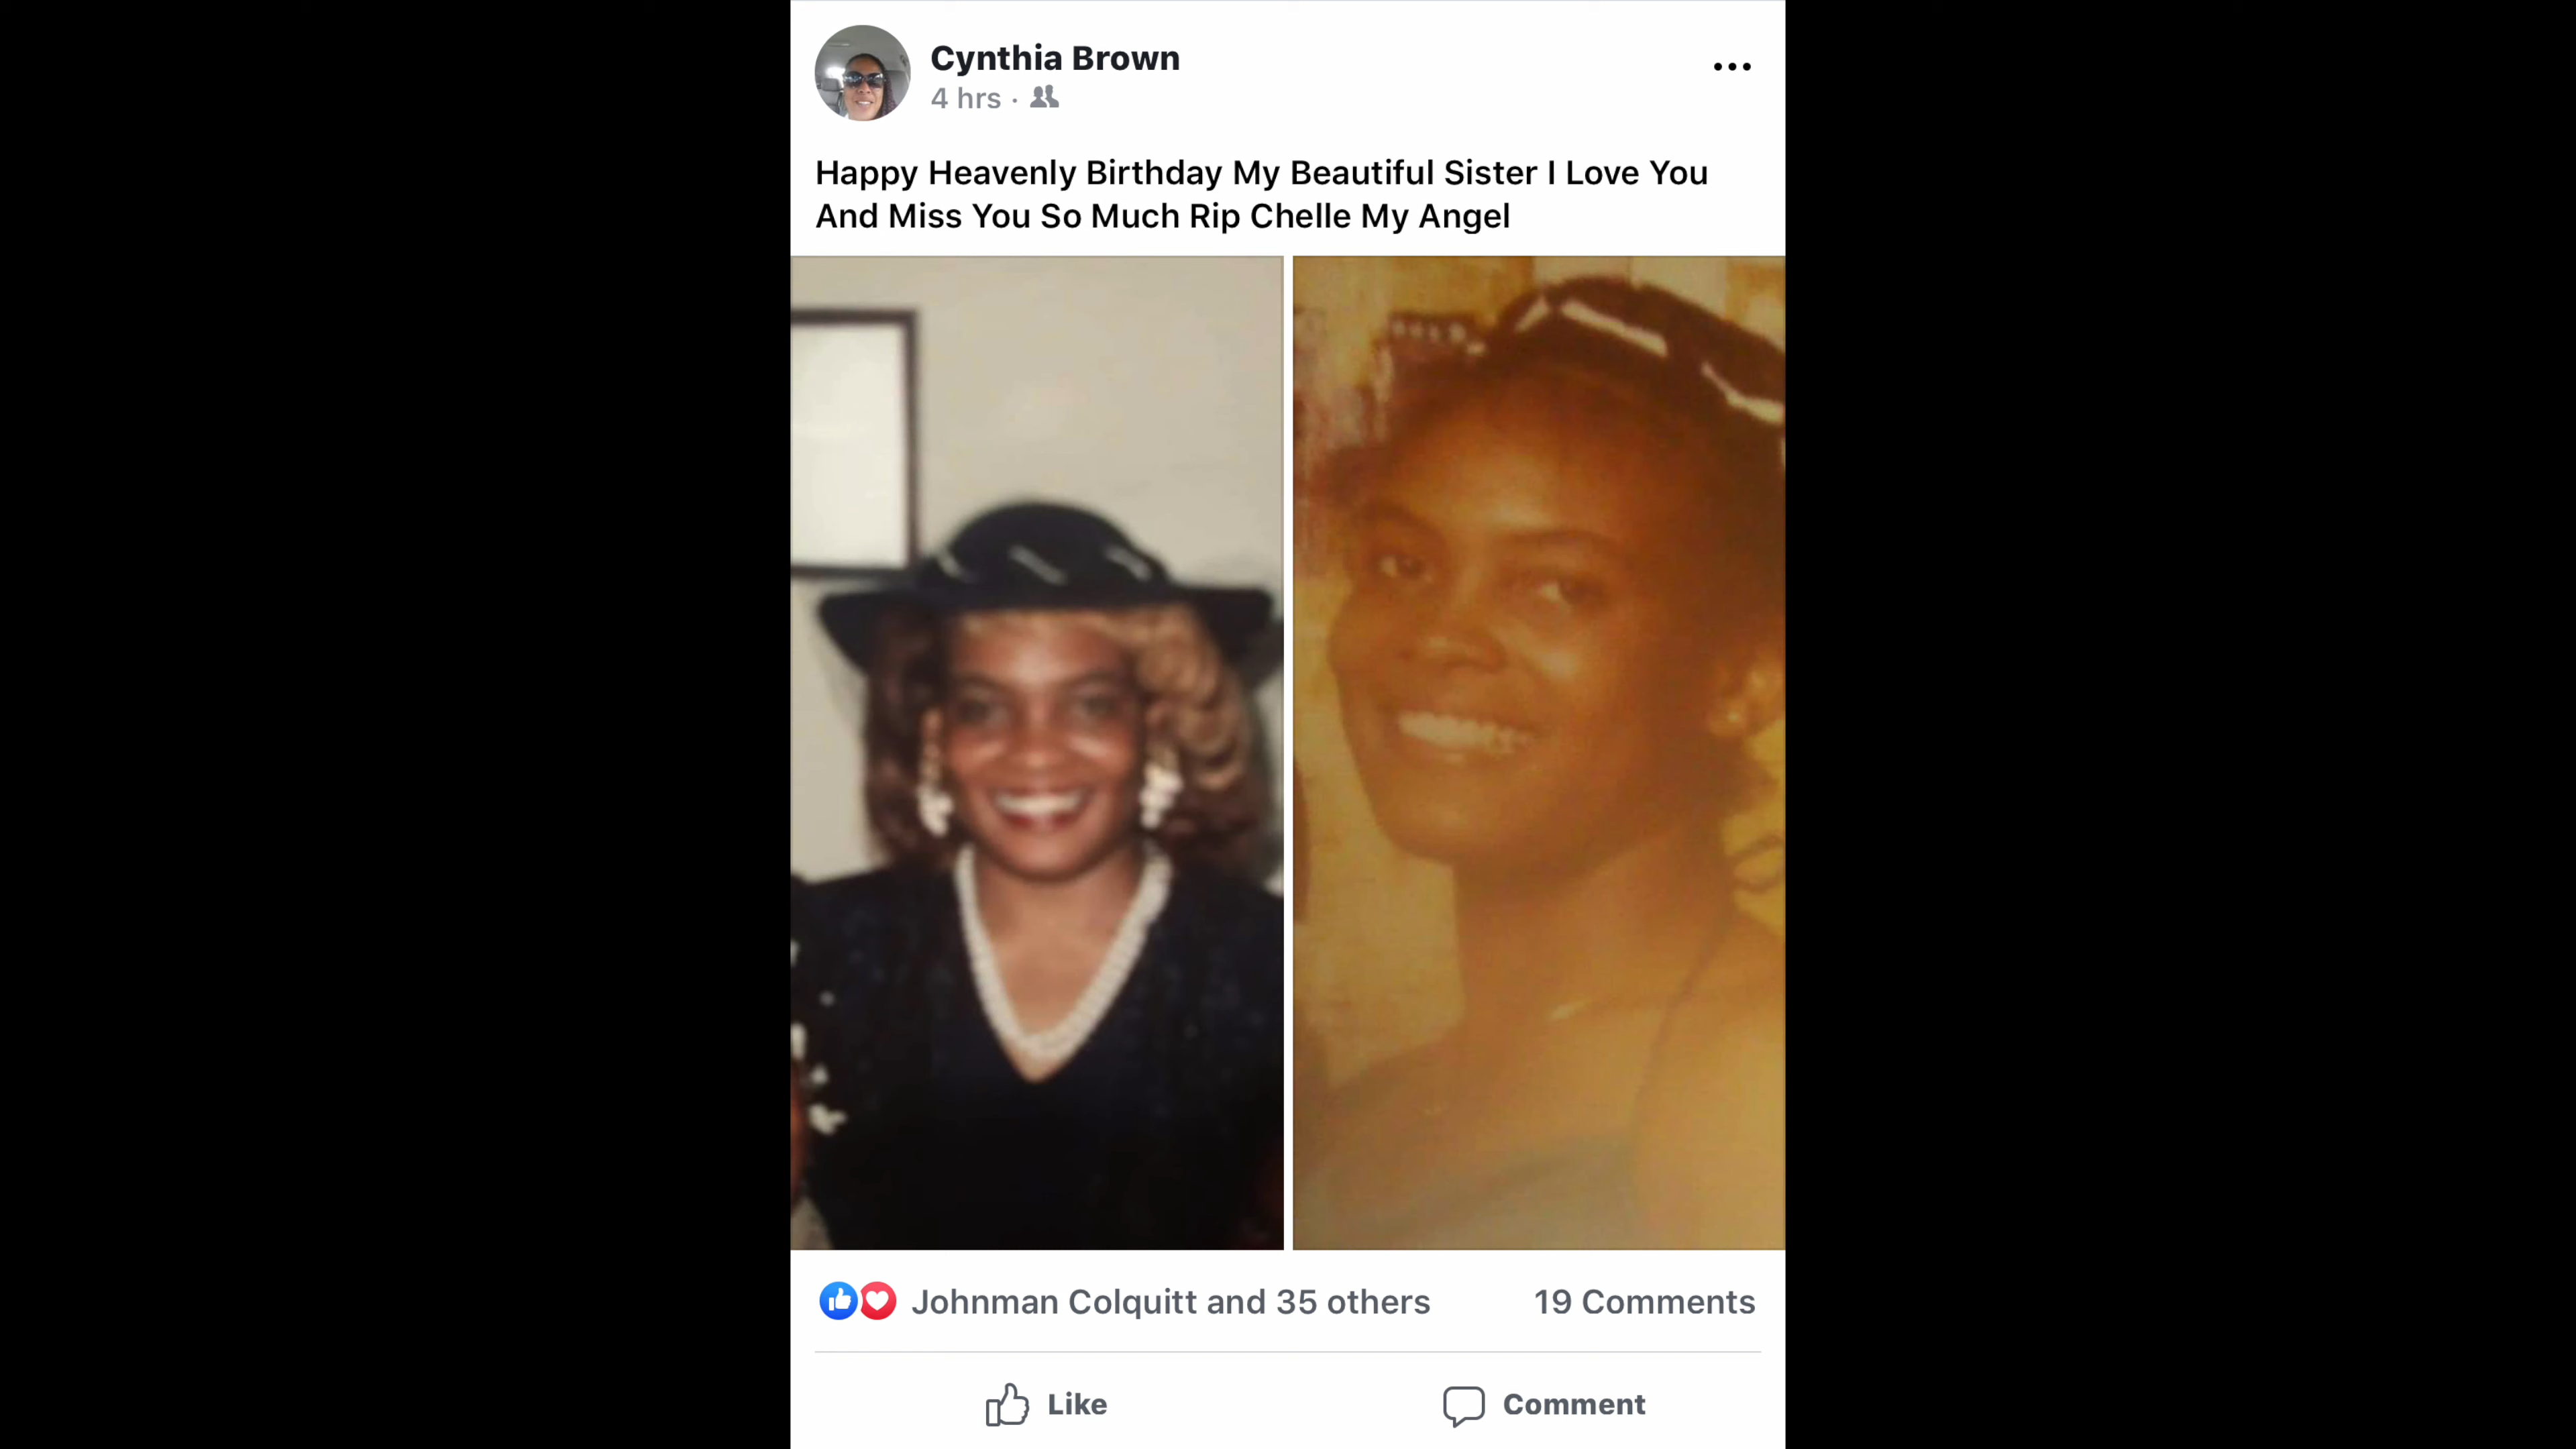 Cynthia Brown
4 hrs ·
Happy Heavenly Birthday My Beautiful Sister I Love You
And Miss You So Much Rip Chelle My Angel
Johnman Colquitt and 35 others 19 Comments
Like Comment